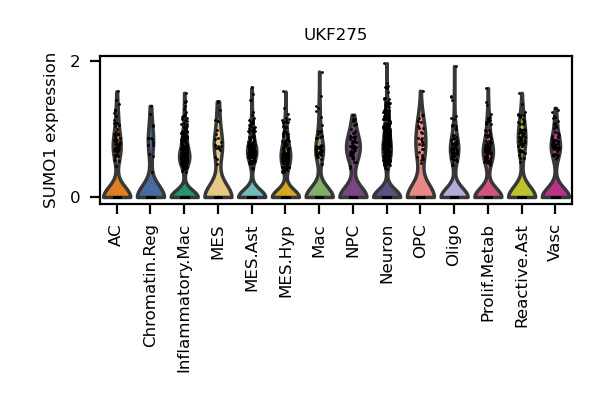 UKF275
SUMO1 expression
2
0
AC
Chromatin.Reg
Inflammatory.Mac
MES
MES.Ast
MES.Hyp
Mac
NPC
Neuron
OPC
Oligo
Prolif.Metab
Reactive.Ast
Vasc